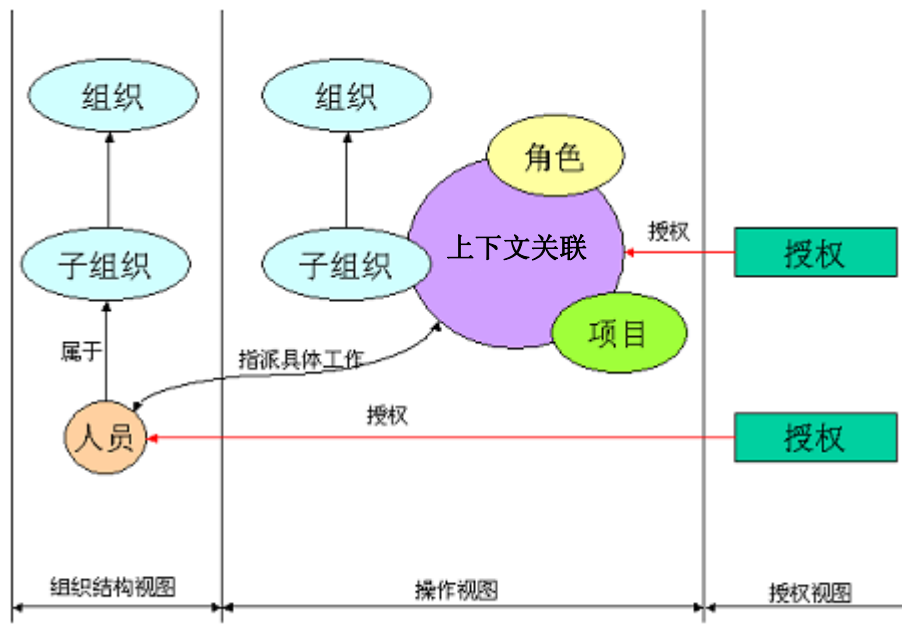 组织
组织
角色
子组织
子组织
上下文关联
授权
授权
项目
属于
指派具体工作
人员
授权
授权
组织结构视图
操作视图
授权视图